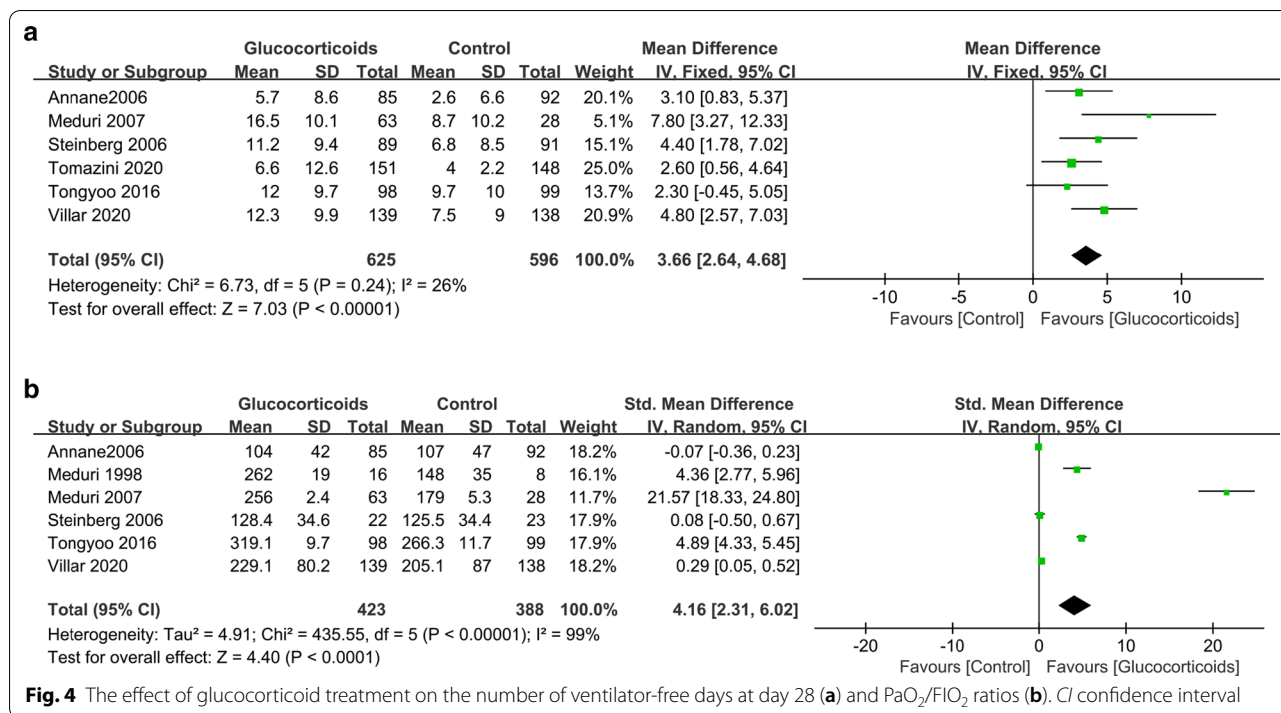 a
Glucocorticoids Control Mean Difference Mean Difference
Study or Subgroup Mean SD Total Mean SD Total Weight IV, Fixed, 95% CI IV, Fixed, 95% CI
Annane2006 5.7 8.6 85 2.6 6.6 92 20.1% 3.10 [0.83, 5.37]
Meduri 2007 16.5 10.1 63 8.7 10.2 28 5.1% 7.80 [3.27, 12.33]
Steinberg 2006 11.2 9.4 89 6.8 8.5 91 15.1% 4.40 [1.78, 7.02]
Tomazini 2020 6.6 12.6 151 4 2.2 148 25.0% 2.60 [0.56, 4.64]
Tongyoo 2016 12 9.7 98 9.7 10 99 13.7% 2.30 [-0.45, 5.05]
Villar 2020 12.3 9.9 139 7.5 9 138 20.9% 4.80 [2.57, 7.03]
Total (95% CI) 625 596 100.0% 3.66 [2.64, 4.68]
Heterogeneity: Chi² = 6.73, df = 5 (P = 0.24); I² = 26%
Test for overall effect: Z = 7.03 (P < 0.00001)
-10 -5 0 5 10
Favours [Control] Favours [Glucocorticoids]
b
Glucocorticoids Control Std. Mean Difference Std. Mean Difference
Study or Subgroup Mean SD Total Mean SD Total Weight IV, Random, 95% CI IV, Random, 95% CI
Annane2006 104 42 85 107 47 92 18.2% -0.07 [-0.36, 0.23]
Meduri 1998 262 19 16 148 35 8 16.1% 4.36 [2.77, 5.96]
Meduri 2007 256 2.4 63 179 5.3 28 11.7% 21.57 [18.33, 24.80]
Steinberg 2006 128.4 34.6 22 125.5 34.4 23 17.9% 0.08 [-0.50, 0.67]
Tongyoo 2016 319.1 9.7 98 266.3 11.7 99 17.9% 4.89 [4.33, 5.45]
Villar 2020 229.1 80.2 139 205.1 87 138 18.2% 0.29 [0.05, 0.52]
Total (95% CI) 423 388 100.0% 4.16 [2.31, 6.02]
Heterogeneity: Tau² = 4.91; Chi² = 435.55, df = 5 (P < 0.00001); I² = 99%
Test for overall effect: Z = 4.40 (P < 0.0001)
-20 -10 0 10 20
Favours [Control] Favours [Glucocorticoids]
Fig. 4 The effect of glucocorticoid treatment on the number of ventilator-free days at day 28 (a) and PaO₂/FIO₂ ratios (b). CI confidence interval